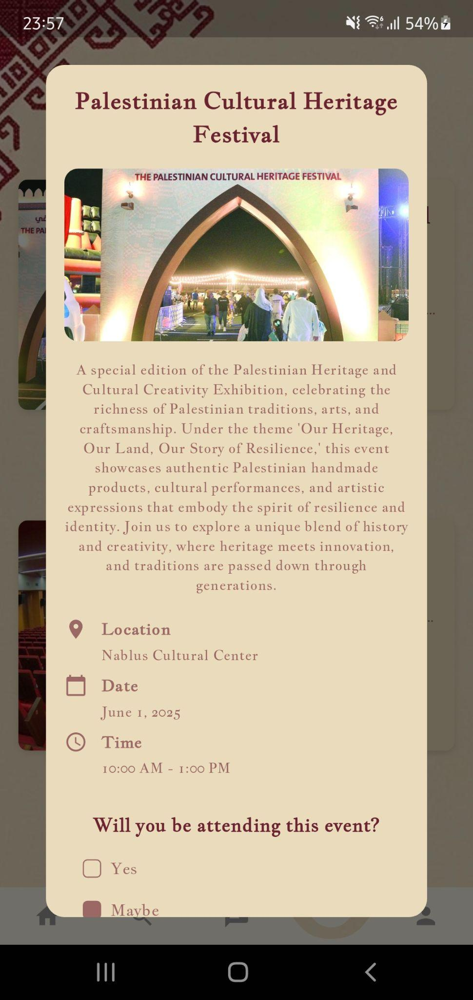 23:57
6
54%
Palestinian Cultural Heritage
Festival
THE PALESTINIAN CULTURAL HERITAGE FESTIVAL
في
THE PA
l
...
A special edition of the Palestinian Heritage and
Cultural Creativity Exhibition, celebrating the
richness of Palestinian traditions, arts, and
craftsmanship. Under the theme 'Our Heritage,
Our Land, Our Story of Resilience,' this event
showcases authentic Palestinian handmade
products, cultural performances, and artistic
expressions that embody the spirit of resilience and
identity. Join us to explore a unique blend of history
and creativity, where heritage meets innovation,
and traditions are passed down through
generations.
...
Location
Nablus Cultural Center
Date
June 1, 2025
Time
10:00 AM - 1:00 PM
Will you be attending this event?
Yes
Maybe